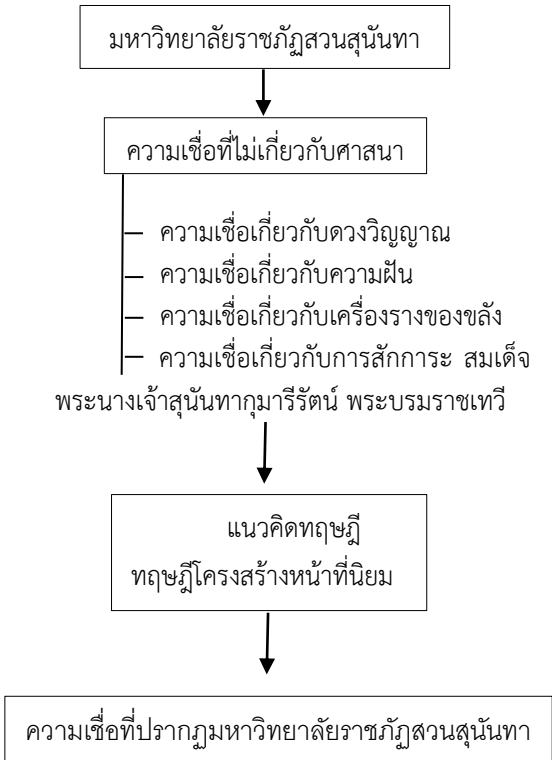 มหาวิทยาลัยราชภัฏสวนสุนันทา
ความเชื่อที่ไม่เกี่ยวกับศาสนา
ความเชื่อเกี่ยวกับดวงวิญญาณ
ความเชื่อเกี่ยวกับความฝัน
ความเชื่อเกี่ยวกับเครื่องรางของขลัง
ความเชื่อเกี่ยวกับการสักการะ สมเด็จ
พระนางเจ้าสุนันทากุมารีรัตน์ พระบรมราชเทวี
แนวคิดทฤษฎี
ทฤษฎีโครงสร้างหน้าที่นิยม
ความเชื่อที่ปรากฏมหาวิทยาลัยราชภัฏสวนสุนันทา